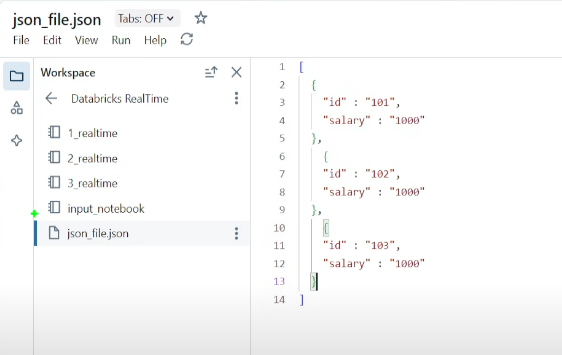 json_file.json Tabs: OFF
File Edit View Run Help
Workspace
Databricks RealTime
1_realtime
2_realtime
3_realtime
input_notebook
json_file.json
1 [
2 {
3 "id" : "101",
4 "salary" : "1000"
5 },
6 {
7 "id" : "102",
8 "salary" : "1000"
9 },
10 {
11 "id" : "103",
12 "salary" : "1000"
13 }
14 ]